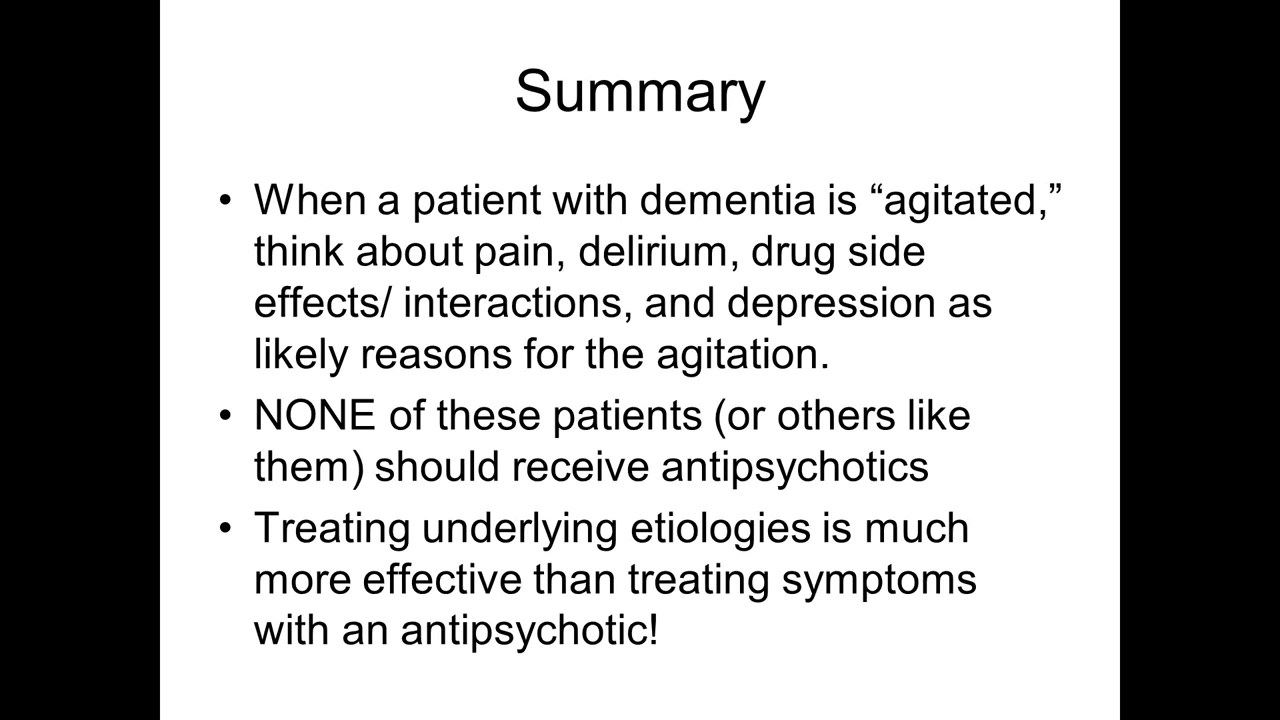 Summary
• When a patient with dementia is “agitated,”
think about pain, delirium, drug side
effects/ interactions, and depression as
likely reasons for the agitation.
• NONE of these patients (or others like
them) should receive antipsychotics
• Treating underlying etiologies is much
more effective than treating symptoms
with an antipsychotic!